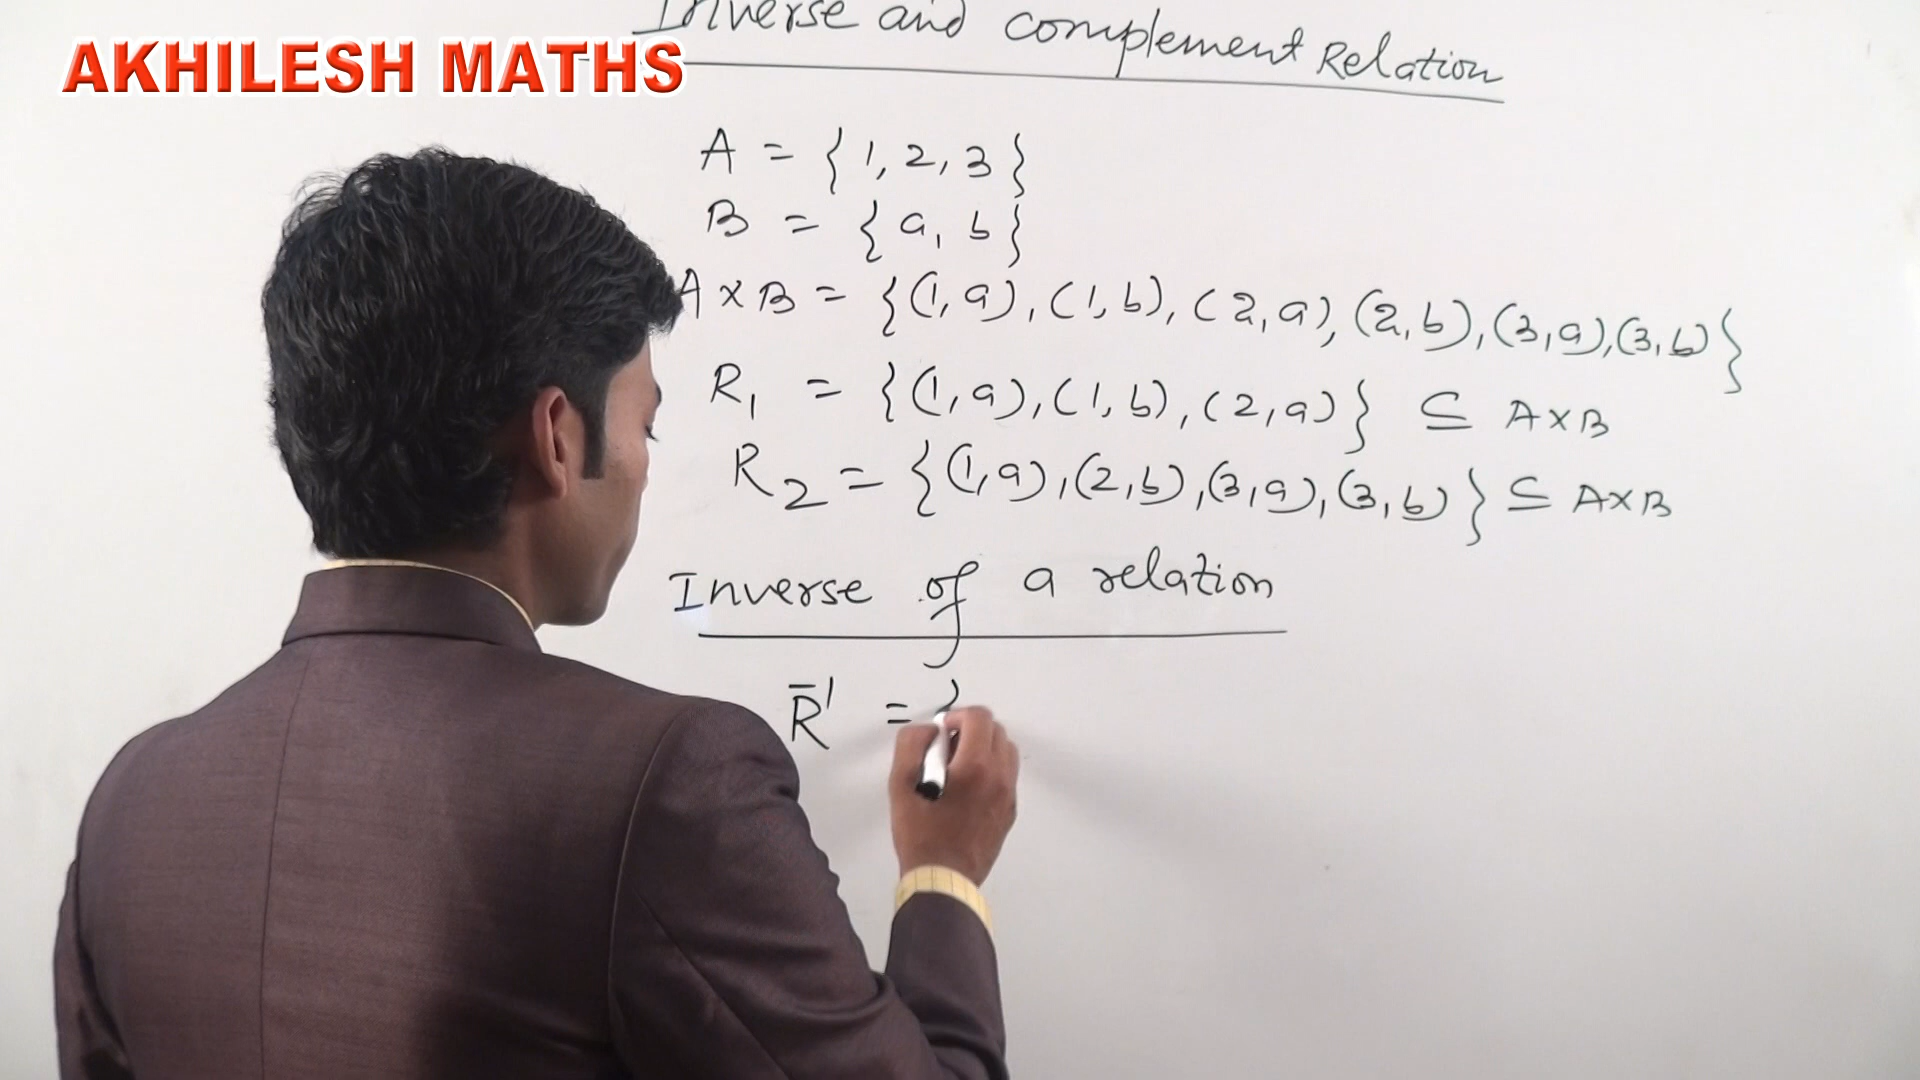 Inverse and complement Relation
AKHILESH MATHS
A = {1, 2, 3}
B = {a, b}
A × B = {(1, a), (1, b), (2, a), (2, b), (3, a), (3, b)}
R₁ = {(1, a), (1, b), (2, a)} ⊆ A×B
R₂ = {(1, a), (2, b), (3, a), (3, b)} ⊆ A×B
Inverse of a relation
R⁻¹ = {